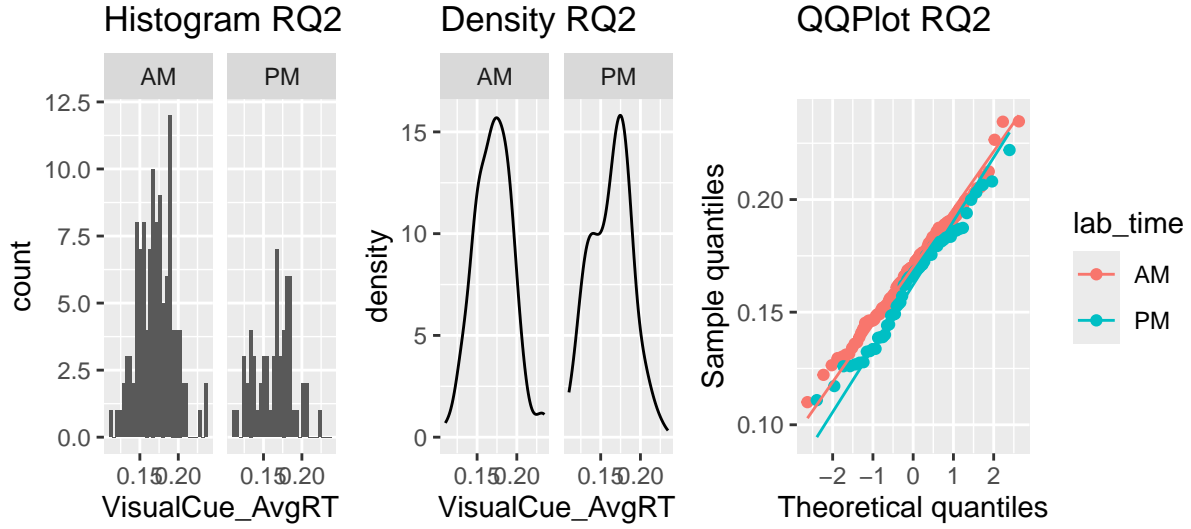 Histogram RQ2
AM PM
12.5
10.0
7.5
5.0
2.5
0.0
count
0.15 0.20 0.15 0.20
VisualCue_AvgRT
Density RQ2
AM PM
15
10
5
0
density
0.15 0.20 0.15 0.20
VisualCue_AvgRT
QQPlot RQ2
0.20
0.15
0.10
Sample quantiles
−2 −1 0 1 2
Theoretical quantiles
lab_time
AM
PM